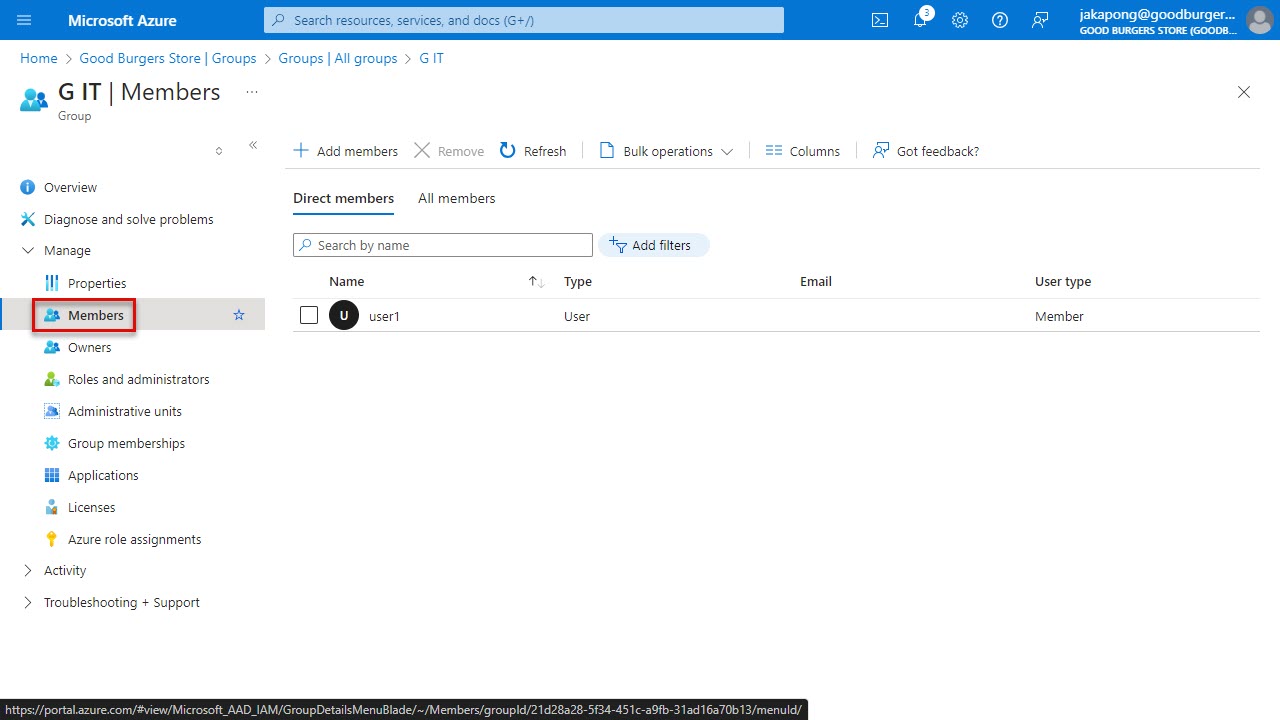 Microsoft Azure
Search resources, services, and docs (G+/)
3
jakapong@goodburger...
GOOD BURGERS STORE (GOODB...
Home > Good Burgers Store | Groups > Groups | All groups > G IT
G IT | Members ...
Group
Add members
Remove
Refresh
Bulk operations
Columns
Got feedback?
Overview
Diagnose and solve problems
Manage
Properties
Members
Owners
Roles and administrators
Administrative units
Group memberships
Applications
Licenses
Azure role assignments
Activity
Troubleshooting + Support
Direct members All members
Search by name
Add filters
Name Type Email User type
U user1 User Member
https://portal.azure.com/#view/Microsoft_AAD_IAM/GroupDetailsMenuBlade/~/Members/groupId/21d28a28-5f34-451c-a9fb-31ad16a70b13/menuId/